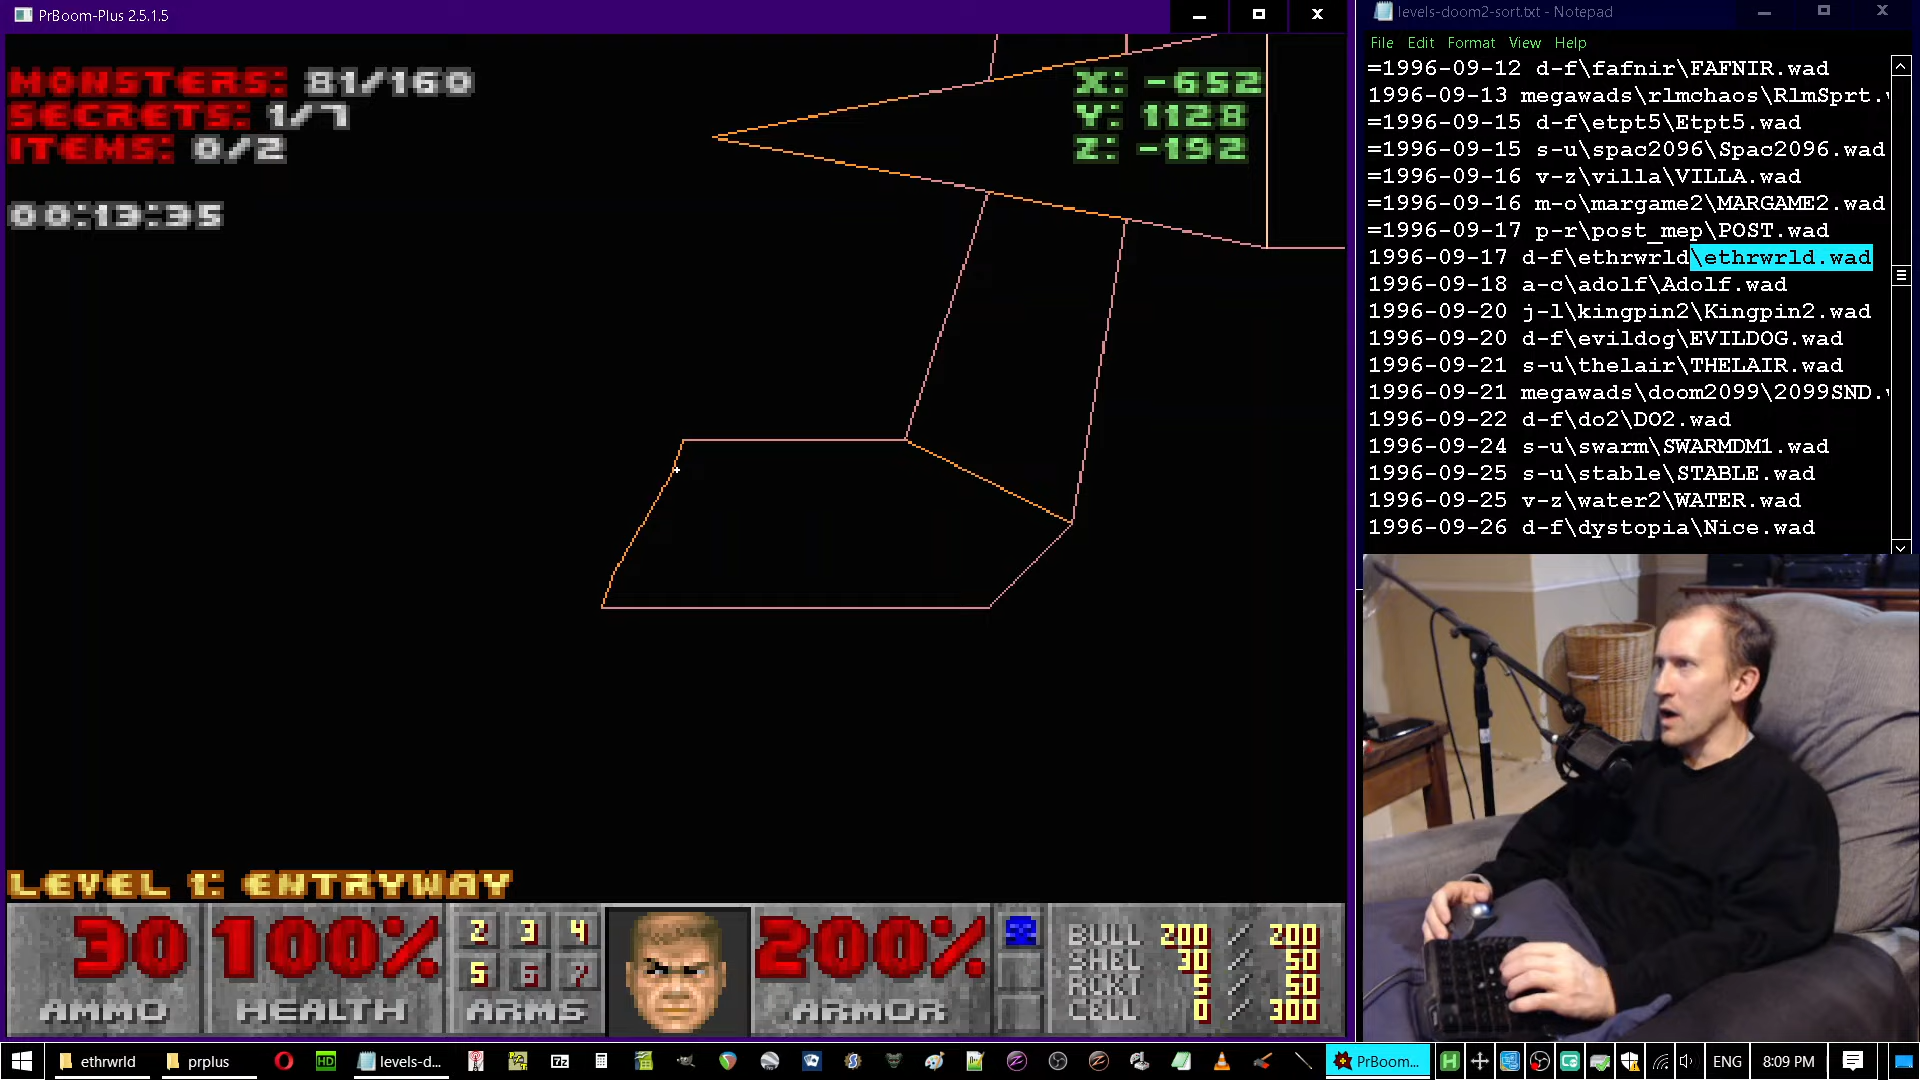 PrBoom-Plus 2.5.1.5
MONSTERS: 81/160
SECRETS: 1/7
ITEMS: 0/2
00:13:35
X: -652
Y: 1128
Z: -192
LEVEL 1: ENTRYWAY
30
AMMO
100%
HEALTH
2 3 4
5 6 7
ARMS
200%
ARMOR
BULL 200 / 200
SHEL 30 / 50
RCKT 5 / 50
CELL 0 / 300
levels-doom2-sort.txt - Notepad
File Edit Format View Help
=1996-09-12 d-f\fafnir\FAFNIR.wad
1996-09-13 megawads\rlmchaos\RlmSprt.
1996-09-15 d-f\etpt5\Etpt5.wad
=1996-09-15 s-u\spac2096\Spac2096.wad
=1996-09-16 v-z\villa\VILLA.wad
=1996-09-16 m-o\margame2\MARGAME2.wad
=1996-09-17 p-r\post_mep\POST.wad
1996-09-17 d-f\ethrwrld\ethrwrld.wad
1996-09-18 a-c\adolf\Adolf.wad
1996-09-20 j-l\kingpin2\Kingpin2.wad
1996-09-20 d-f\evildog\EVILDOG.wad
1996-09-21 s-u\thelair\THELAIR.wad
1996-09-21 megawads\doom2099\2099SND.
1996-09-22 d-f\do2\DO2.wad
1996-09-24 s-u\swarm\SWARMDM1.wad
1996-09-25 s-u\stable\STABLE.wad
1996-09-25 v-z\water2\WATER.wad
1996-09-26 d-f\dystopia\Nice.wad
ethrwrld
prplus
HD
levels-d...
7z
PrBoom...
ENG
8:09 PM